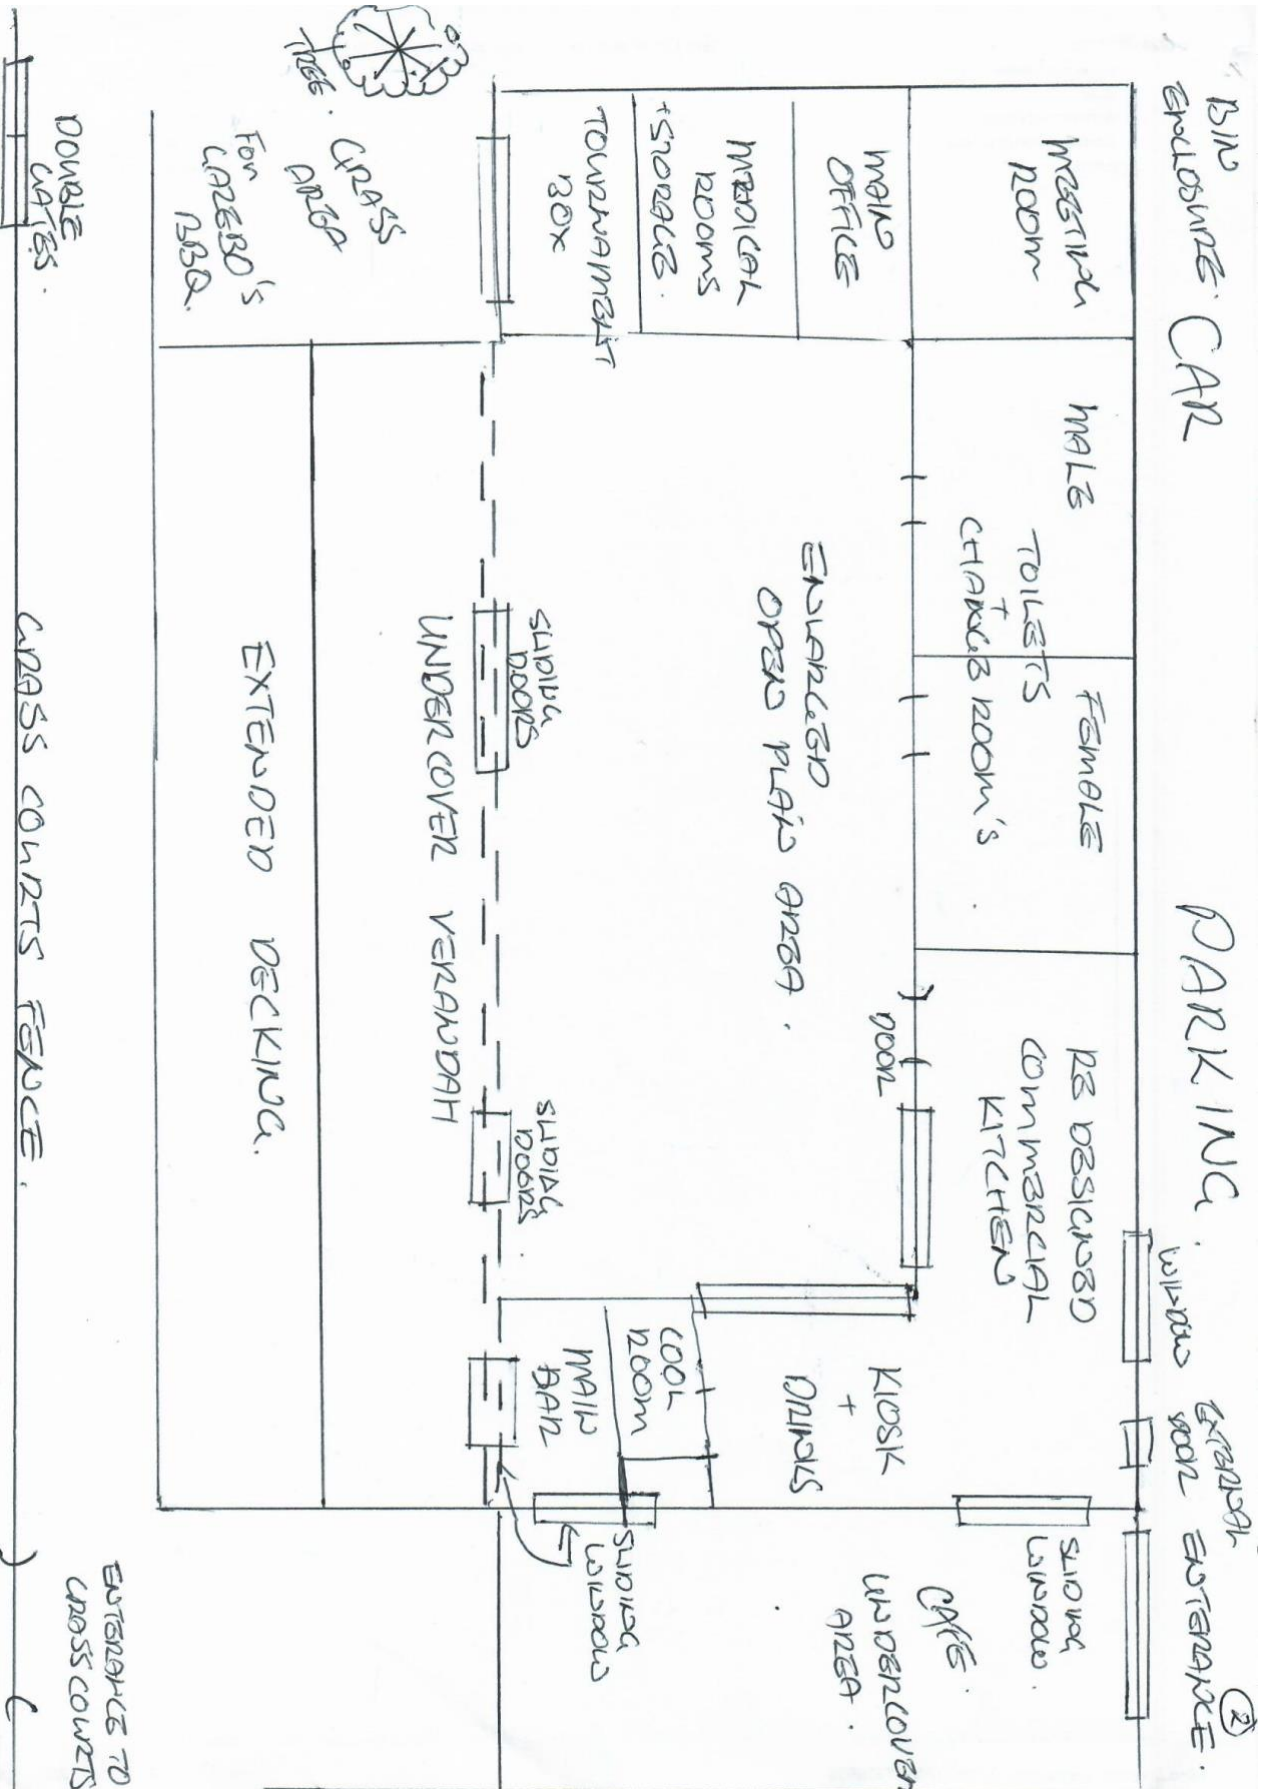 BIN
ENCLOSURE.
CAR
PARKING.
WINDOW
EXTERNAL
DOOR
ENTERANCE.
2
MEETING
ROOM
MALE
FEMALE
TOILETS
+
CHANGE ROOM'S
RE DESIGNED
COMMERCIAL
KITCHEN
SLIDING
WINDOW.
MAIN
OFFICE
MEDICAL
ROOMS
+ STORAGE.
TOURNAMENT
BOX
ENLARGED
OPEN PLAIN AREA.
DOOR
KIOSK
+
DRINKS
COOL
ROOM
MAIN
BAR
CAFE.
UNDERCOVER
AREA.
SLIDING
DOORS
SLIDING
DOORS
SLIDING
WINDOW
TREE.
GRASS
AREA
FOR
GAZEBO'S
BBQ.
UNDERCOVER VERANDAH
EXTENDED DECKING.
DOUBLE
GATES.
GRASS COURTS FENCE.
ENTERANCE TO
GRASS COURTS